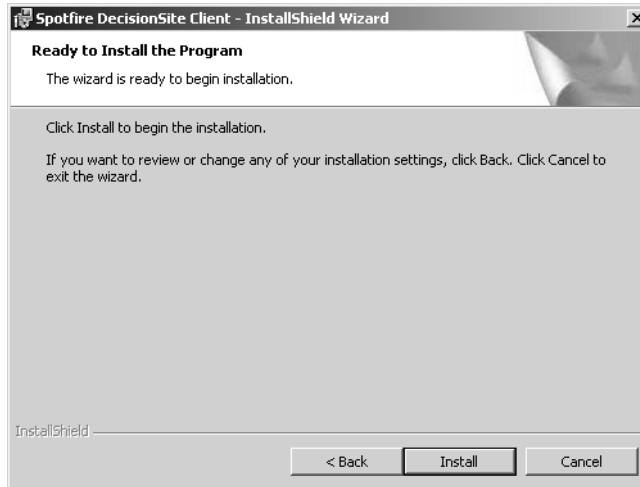 Spotfire DecisionSite Client - InstallShield Wizard
Ready to Install the Program
The wizard is ready to begin installation.
Click Install to begin the installation.
If you want to review or change any of your installation settings, click Back. Click Cancel to
exit the wizard.
InstallShield
< Back Install Cancel